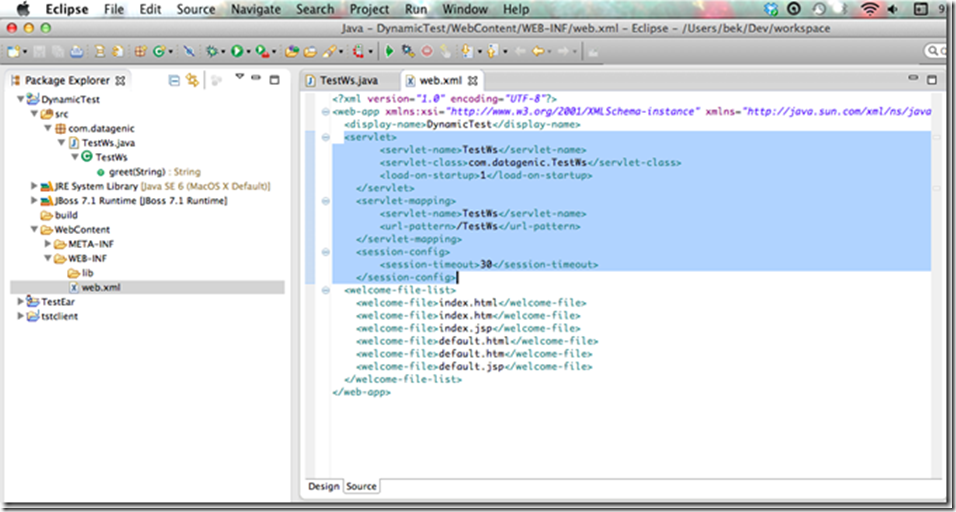 Eclipse File Edit Source Navigate Search Project Run Window Help 9
Java – DynamicTest/WebContent/WEB-INF/web.xml – Eclipse – /Users/bek/Dev/workspace
Package Explorer
DynamicTest
src
com.datagenic
TestWs.java
TestWs
greet(String) : String
JRE System Library [Java SE 6 (MacOS X Default)]
JBoss 7.1 Runtime [JBoss 7.1 Runtime]
build
WebContent
META-INF
WEB-INF
lib
web.xml
TestEar
tstclient
TestWs.java web.xml
<?xml version="1.0" encoding="UTF-8"?>
<web-app xmlns:xsi="http://www.w3.org/2001/XMLSchema-instance" xmlns="http://java.sun.com/xml/ns/java
<display-name>DynamicTest</display-name>
<servlet>
<servlet-name>TestWs</servlet-name>
<servlet-class>com.datagenic.TestWs</servlet-class>
<load-on-startup>1</load-on-startup>
</servlet>
<servlet-mapping>
<servlet-name>TestWs</servlet-name>
<url-pattern>/TestWs</url-pattern>
</servlet-mapping>
<session-config>
<session-timeout>30</session-timeout>
</session-config>
<welcome-file-list>
<welcome-file>index.html</welcome-file>
<welcome-file>index.htm</welcome-file>
<welcome-file>index.jsp</welcome-file>
<welcome-file>default.html</welcome-file>
<welcome-file>default.htm</welcome-file>
<welcome-file>default.jsp</welcome-file>
</welcome-file-list>
</web-app>
Design Source